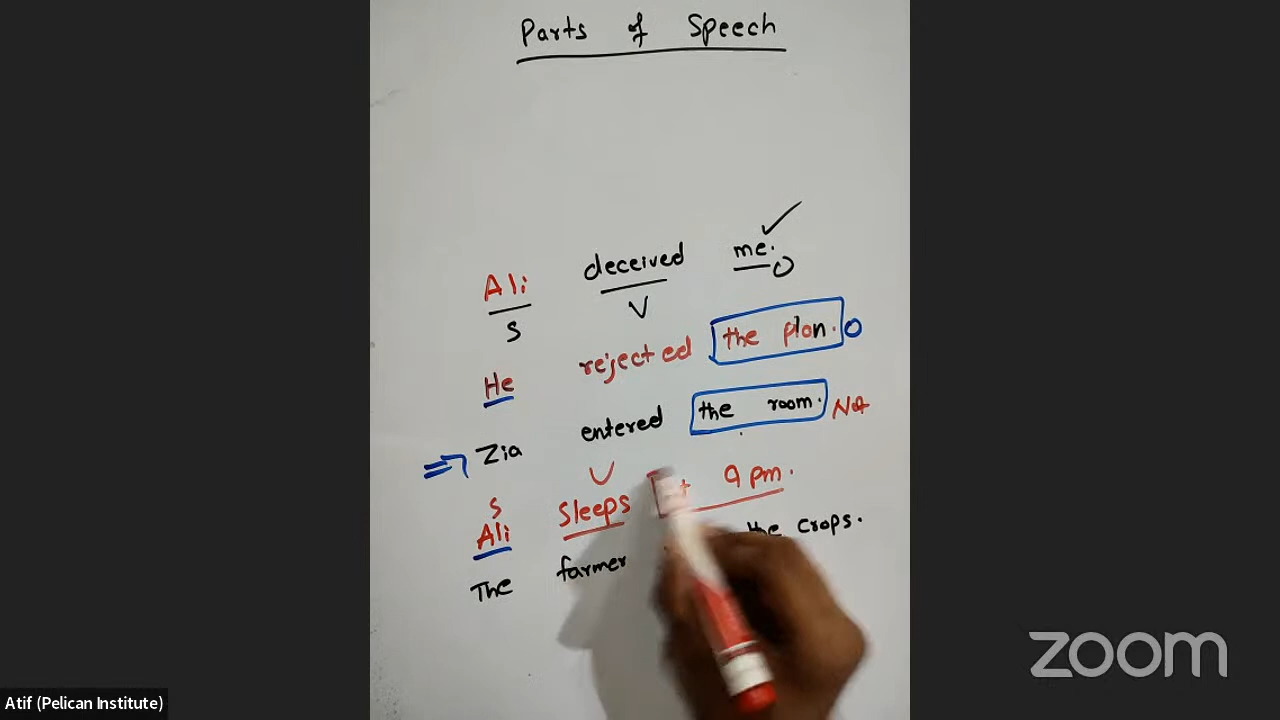 Parts of Speech
Ali deceived me.
S V O
He rejected the plan. O
Zia entered the room. Not
S V
Ali Sleeps 9 pm.
The farmer the crops.
zoom
Atif (Pelican Institute)